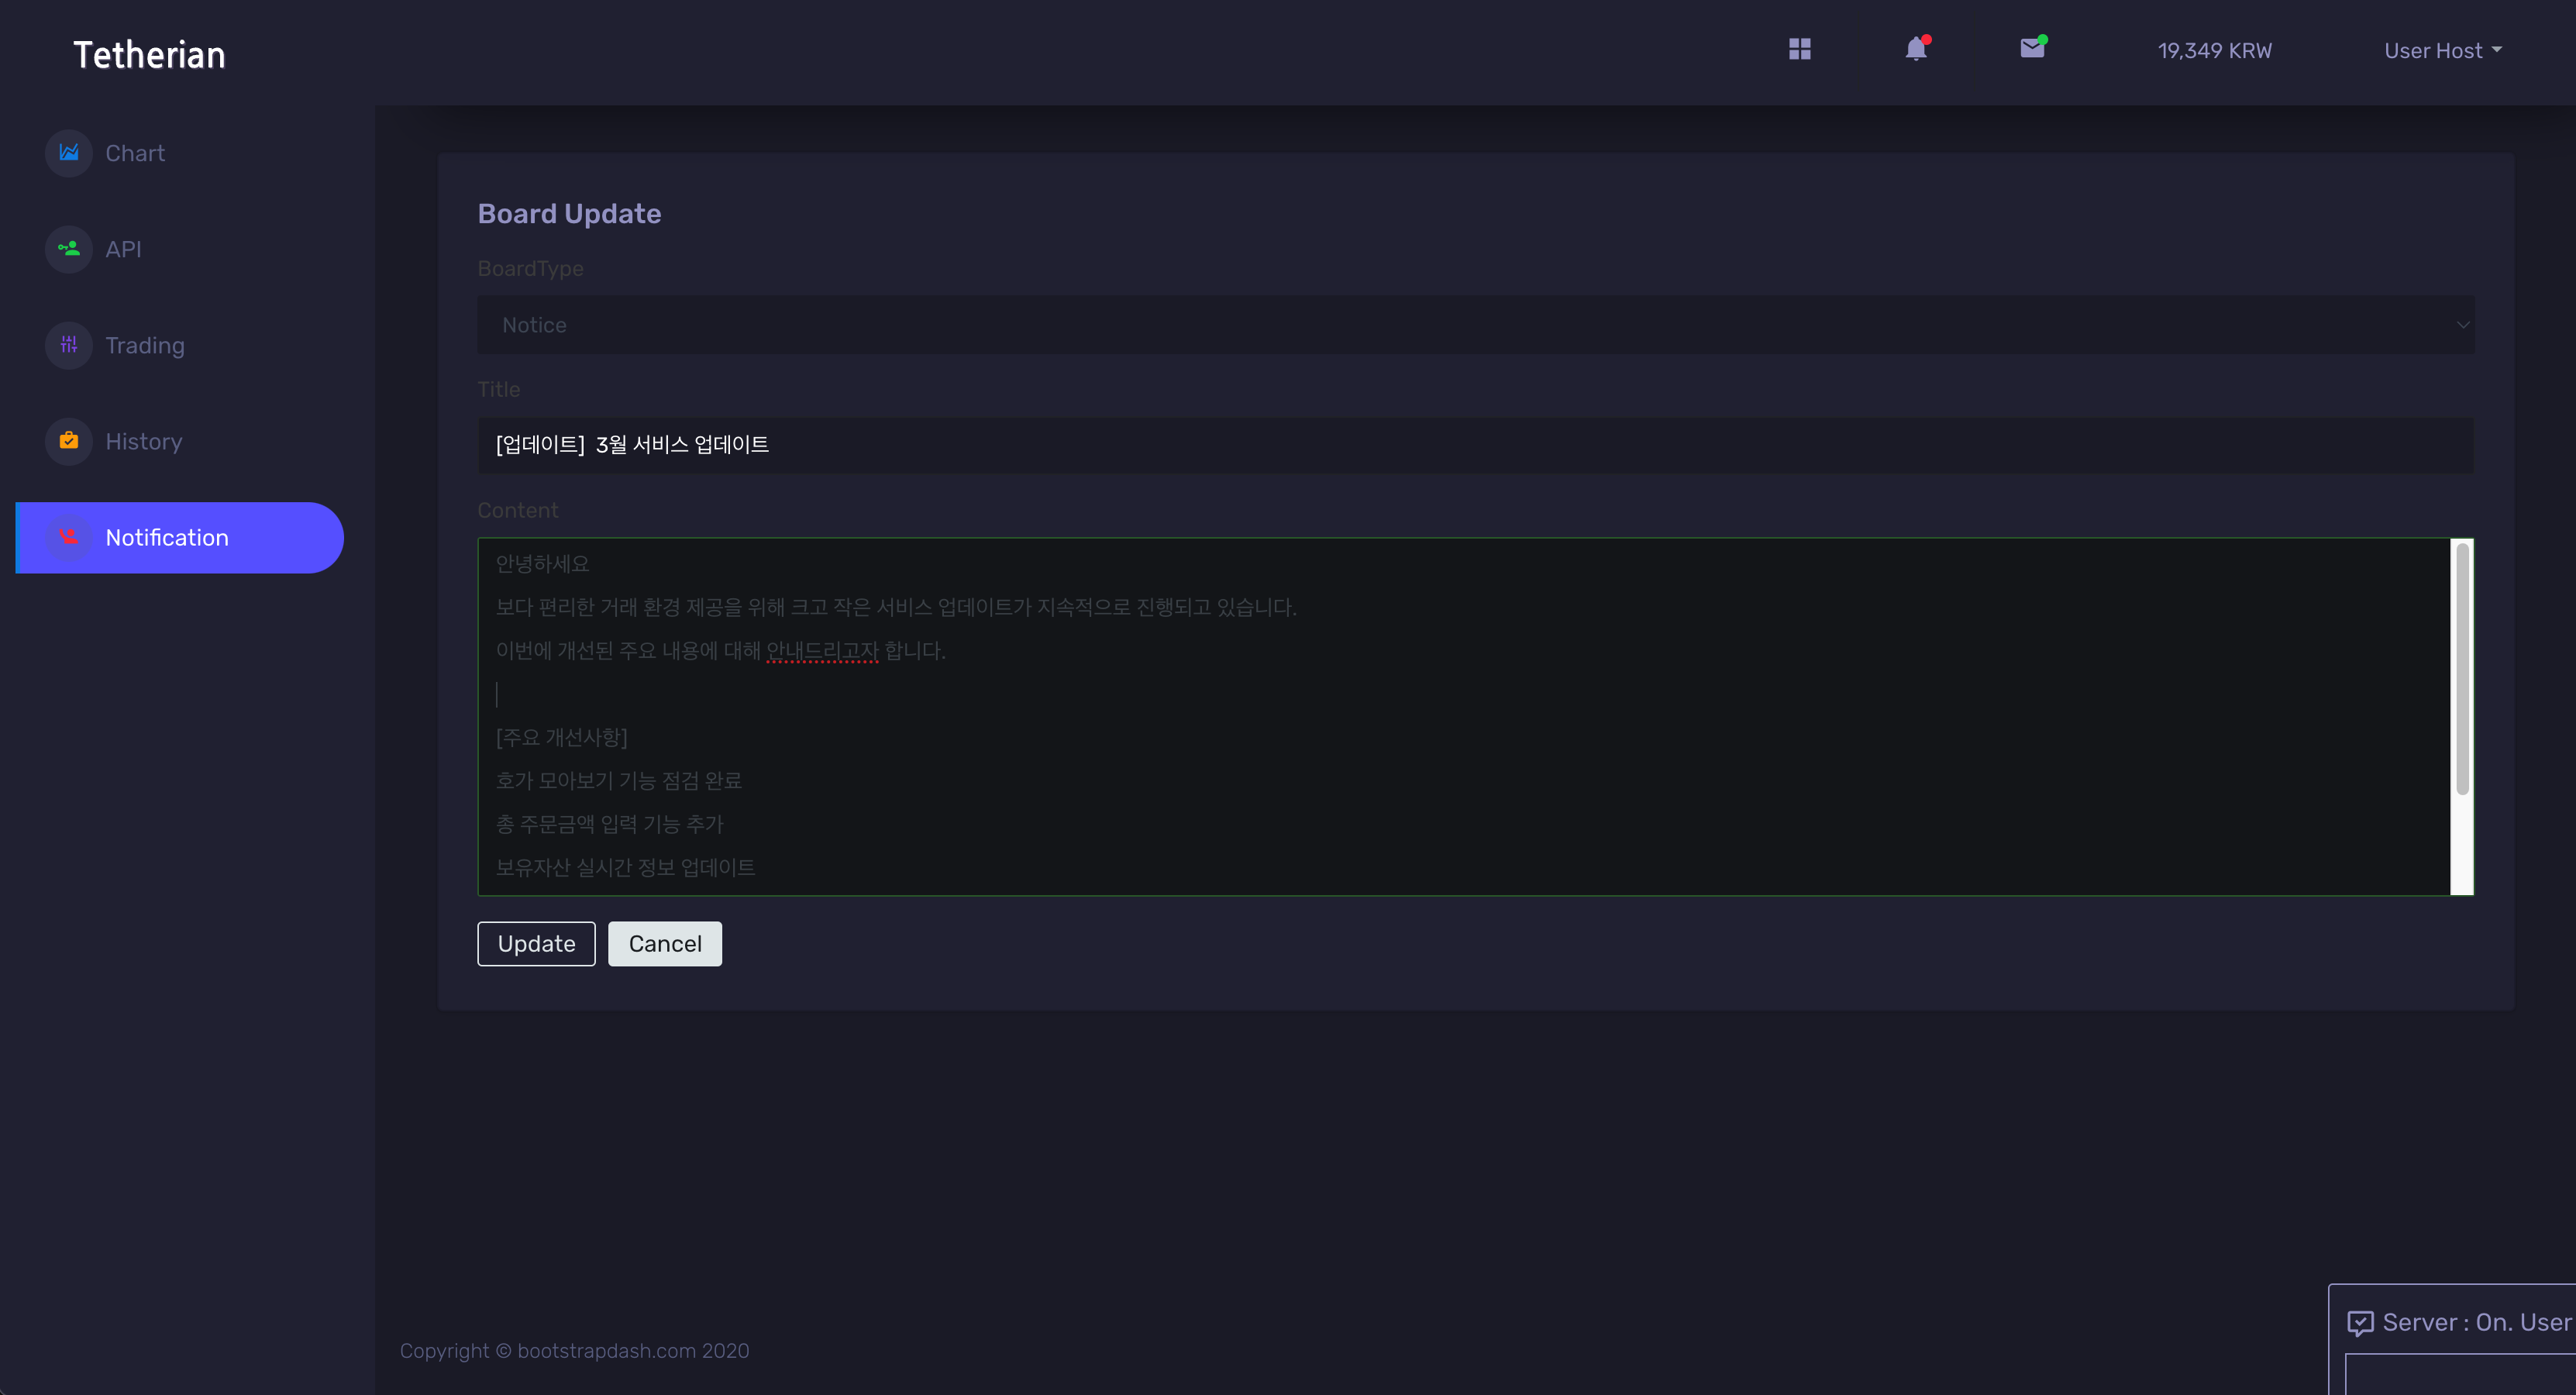 Tetherian
19,349 KRW
User Host
Chart
API
Trading
History
Notification
Board Update
BoardType
Notice
Title
[업데이트] 3월 서비스 업데이트
Content
안녕하세요
보다 편리한 거래 환경 제공을 위해 크고 작은 서비스 업데이트가 지속적으로 진행되고 있습니다.
이번에 개선된 주요 내용에 대해 안내드리고자 합니다.
[주요 개선사항]
호가 모아보기 기능 점검 완료
총 주문금액 입력 기능 추가
보유자산 실시간 정보 업데이트
Update
Cancel
Server : On. User
Copyright © bootstrapdash.com 2020